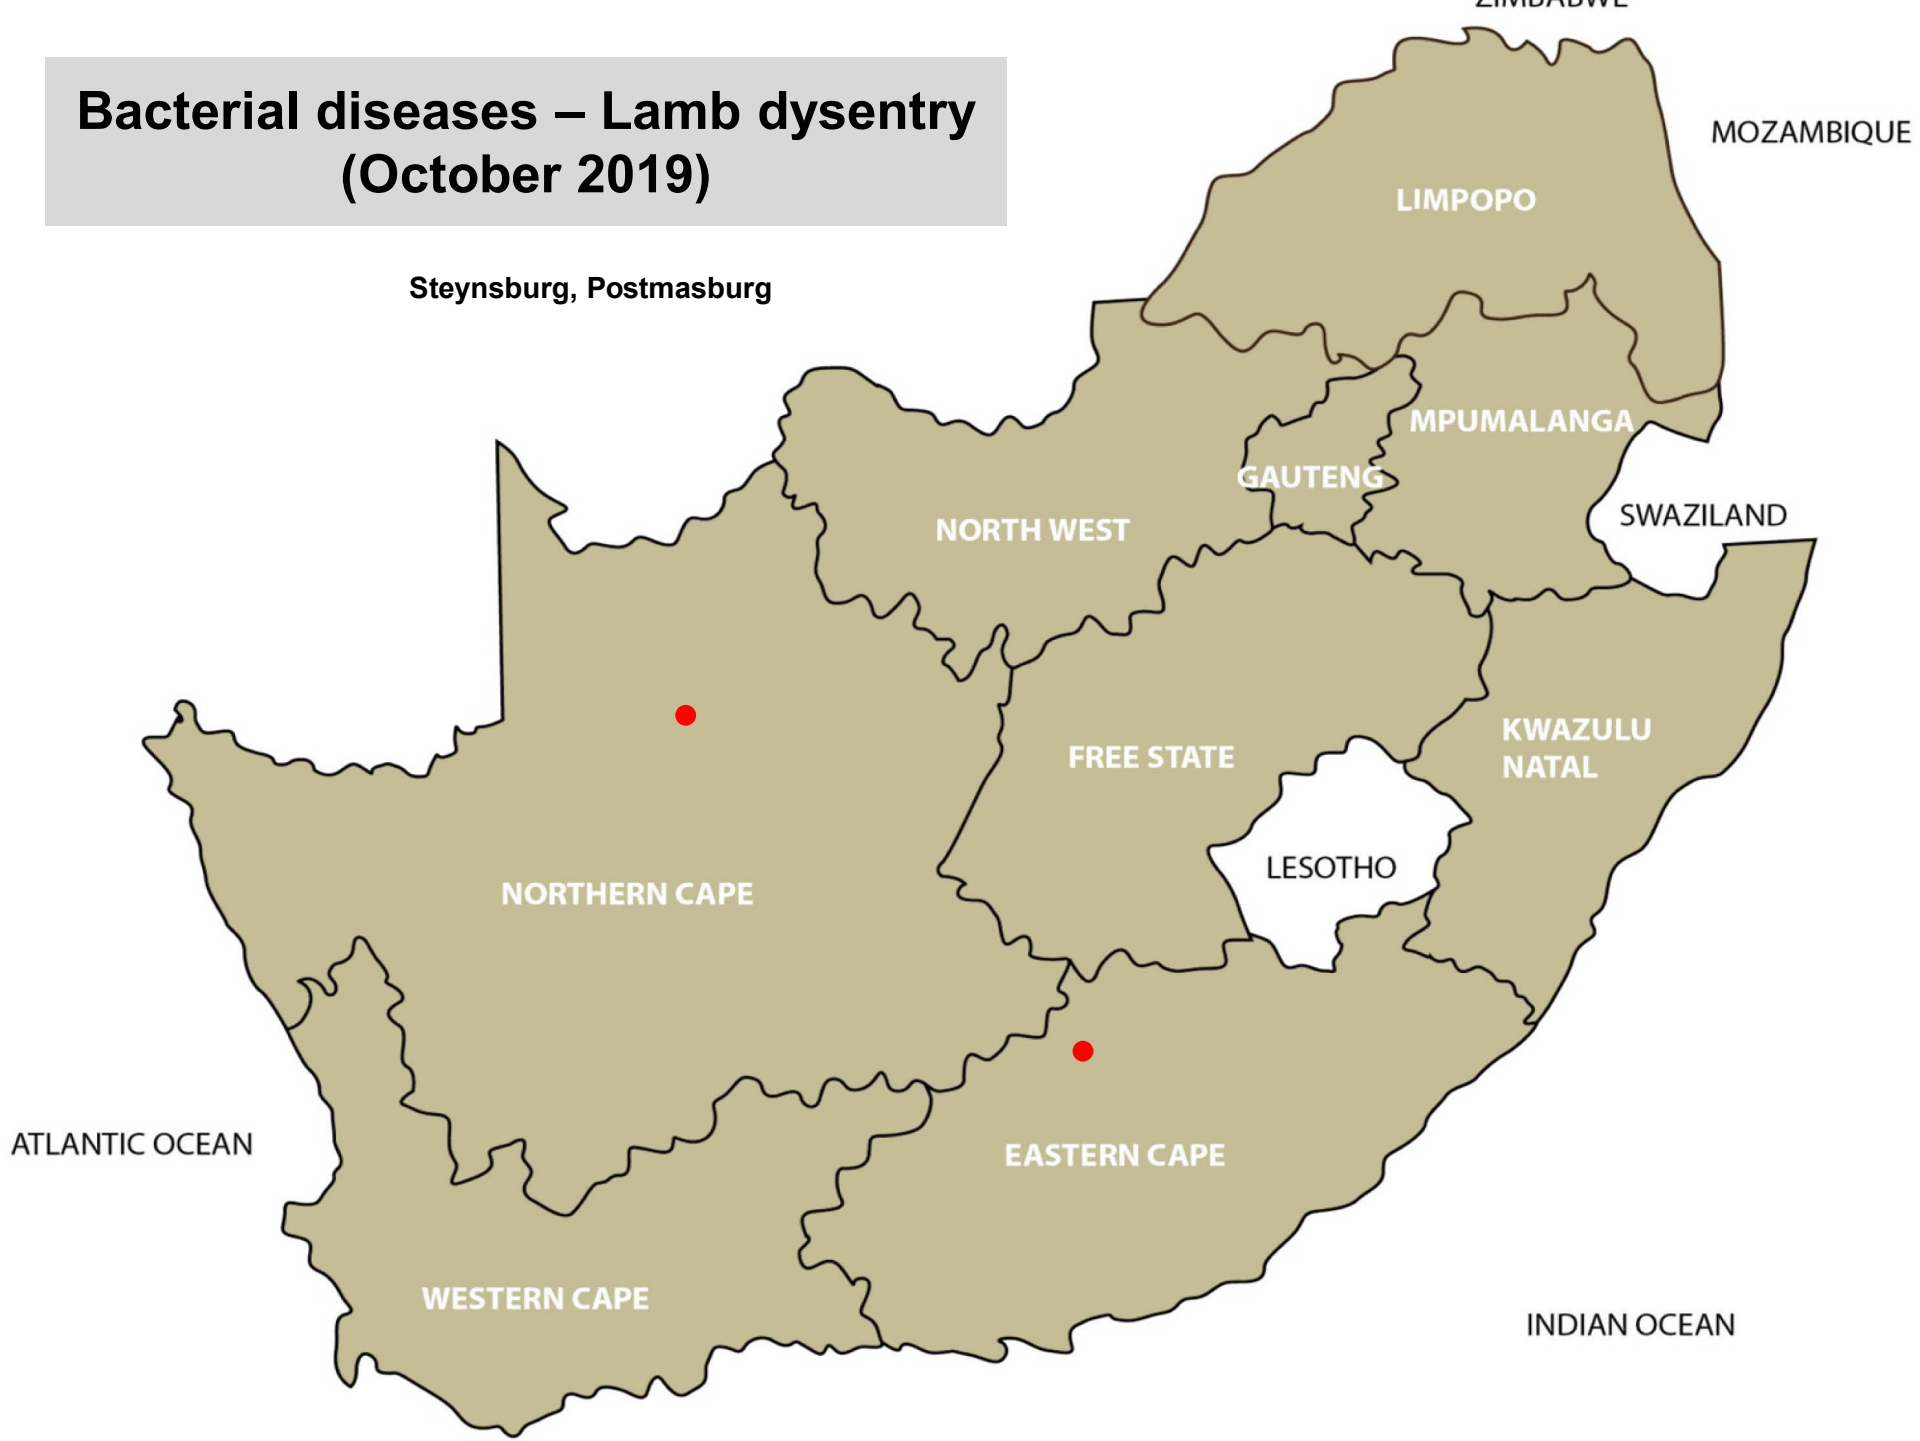 ZIMBABWE
Bacterial diseases – Lamb dysentry
(October 2019)
MOZAMBIQUE
LIMPOPO
Steynsburg, Postmasburg
MPUMALANGA
GAUTENG
SWAZILAND
NORTH WEST
KWAZULU
NATAL
FREE STATE
LESOTHO
NORTHERN CAPE
ATLANTIC OCEAN
EASTERN CAPE
WESTERN CAPE
INDIAN OCEAN